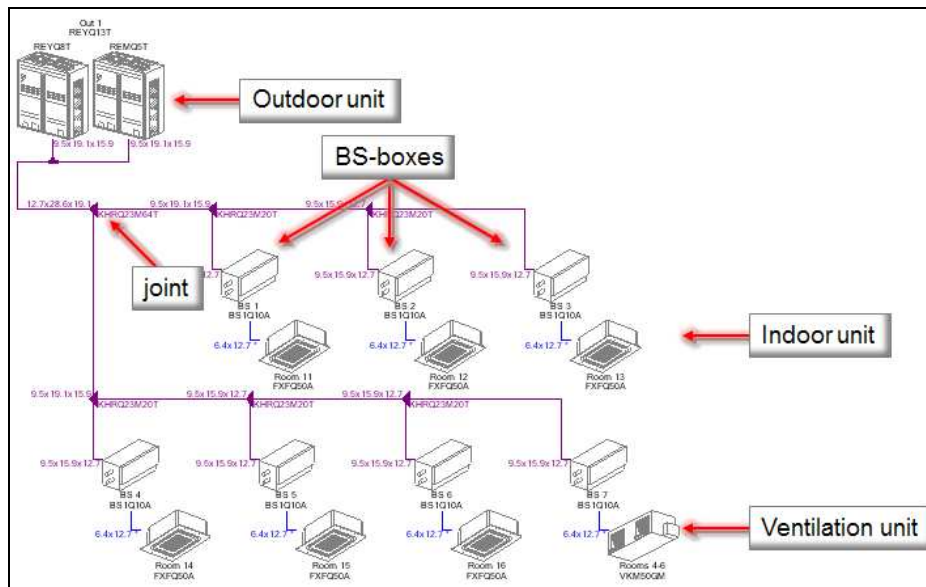 Out 1
REYQ13T
REYQ8T REMQ5T
Outdoor unit
9.5x19.1x15.9 9.5x19.1x15.9
BS-boxes
12.7x28.6x19.1 9.5x19.1x15.9 9.5x15.9x12.7
KHRQ23M64T KHRQ23M20T KHRQ23M20T
joint
12.7 9.5x15.9x12.7 9.5x15.9x12.7
BS 1 BS 2 BS 3
BS1Q10A BS1Q10A BS1Q10A
Indoor unit
6.4x12.7 * 6.4x12.7 * 6.4x12.7 *
Room 11 Room 12 Room 13
FXFQ50A FXFQ50A FXFQ50A
9.5x19.1x15.9 9.5x15.9x12.7 9.5x15.9x12.7
KHRQ23M20T KHRQ23M20T KHRQ23M20T
9.5x15.9x12.7 9.5x15.9x12.7 9.5x15.9x12.7 9.5x15.9x12.7
BS 4 BS 5 BS 6 BS 7
BS1Q10A BS1Q10A BS1Q10A BS1Q10A
6.4x12.7 * 6.4x12.7 * 6.4x12.7 * 6.4x12.7 *
Ventilation unit
Room 14 Room 15 Room 16 Rooms 4-6
FXFQ50A FXFQ50A FXFQ50A VKM50GM